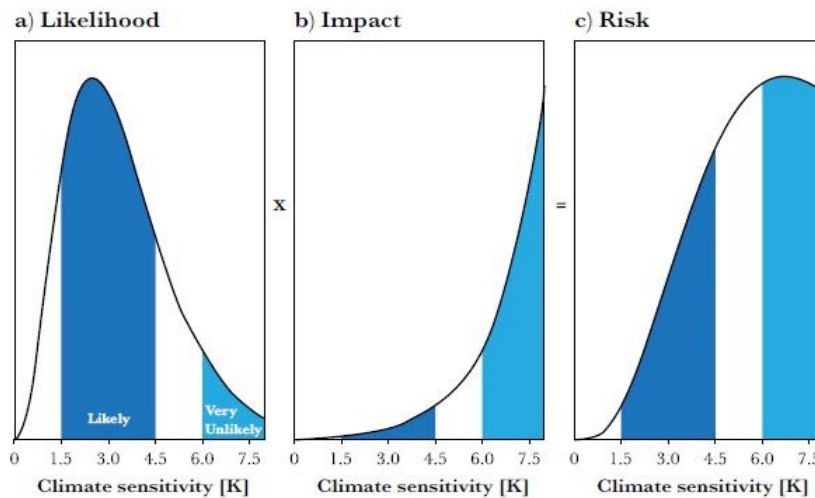 a) Likelihood
b) Impact
c) Risk
x
=
Likely
Very
Unlikely
0 1.5 3.0 4.5 6.0 7.5
0 1.5 3.0 4.5 6.0 7.5
0 1.5 3.0 4.5 6.0 7.5
Climate sensitivity [K]
Climate sensitivity [K]
Climate sensitivity [K]